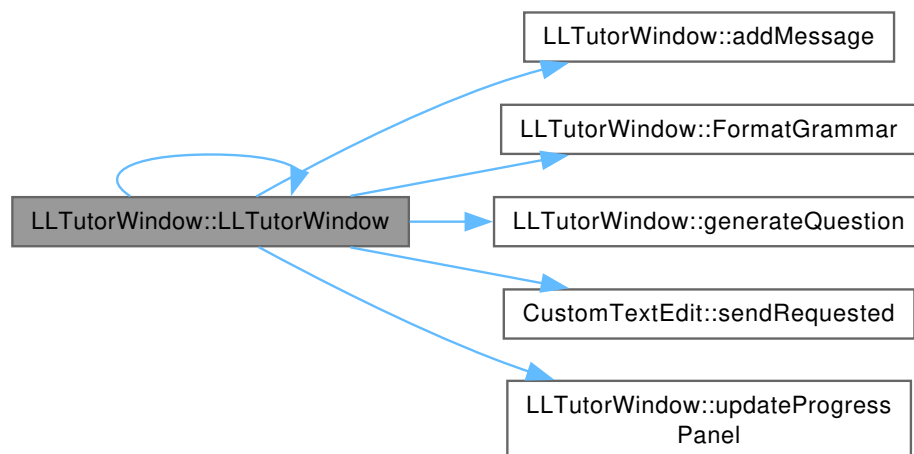 LLTutorWindow::addMessage
LLTutorWindow::FormatGrammar
LLTutorWindow::LLTutorWindow
LLTutorWindow::generateQuestion
CustomTextEdit::sendRequested
LLTutorWindow::updateProgress
Panel